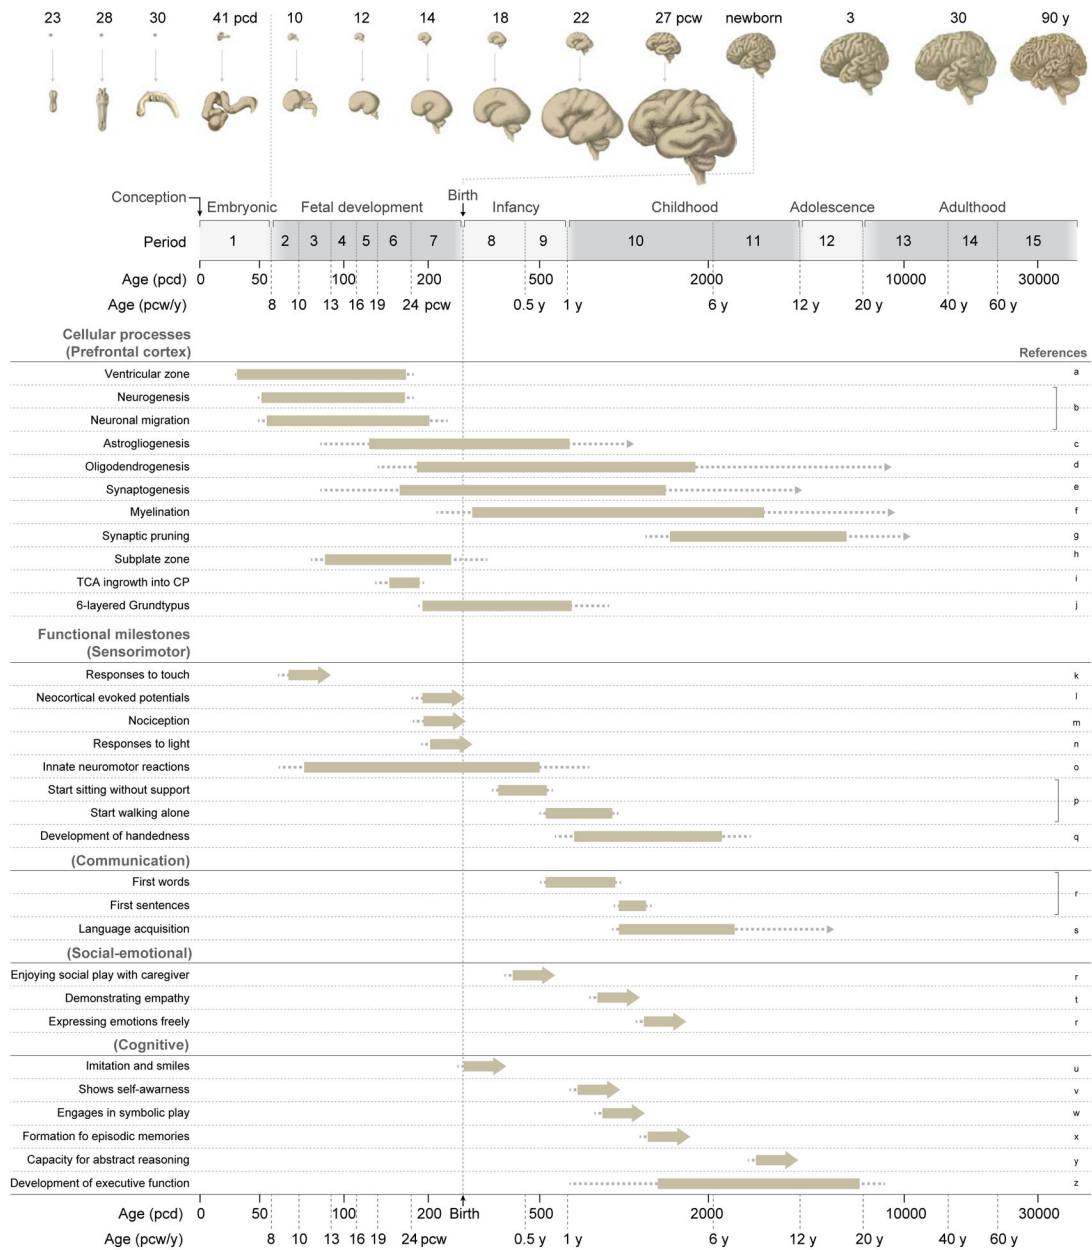 23 28 30 41 pcd 10 12 14 18 22 27 pcw newborn 3 30 90 y
Conception Birth
Embryonic Fetal development Infancy Childhood Adolescence Adulthood
Period 1 2 3 4 5 6 7 8 9 10 11 12 13 14 15
Age (pcd) 0 50 100 200 500 2000 10000 30000
Age (pcw/y) 8 10 13 16 19 24 pcw 0.5 y 1 y 6 y 12 y 20 y 40 y 60 y
Cellular processes
(Prefrontal cortex) References
Ventricular zone a
Neurogenesis
b
Neuronal migration
Astrogliogenesis c
Oligodendrogenesis d
Synaptogenesis e
Myelination f
Synaptic pruning g
Subplate zone h
TCA ingrowth into CP i
6-layered Grundtypus j
Functional milestones
(Sensorimotor)
Responses to touch k
Neocortical evoked potentials l
Nociception m
Responses to light n
Innate neuromotor reactions o
Start sitting without support
p
Start walking alone
Development of handedness q
(Communication)
First words
r
First sentences
Language acquisition s
(Social-emotional)
Enjoying social play with caregiver r
Demonstrating empathy t
Expressing emotions freely r
(Cognitive)
Imitation and smiles u
Shows self-awarness v
Engages in symbolic play w
Formation fo episodic memories x
Capacity for abstract reasoning y
Development of executive function z
Age (pcd) 0 50 100 200 Birth 500 2000 10000 30000
Age (pcw/y) 8 10 13 16 19 24 pcw 0.5 y 1 y 6 y 12 y 20 y 40 y 60 y